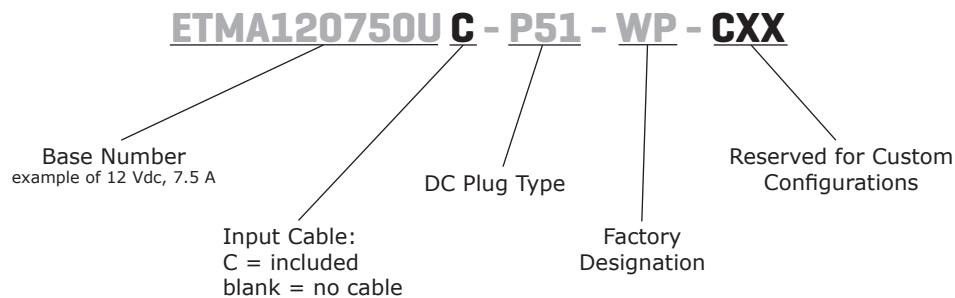 ETMA120750U C - P51 - WP - CXX
Base Number
example of 12 Vdc, 7.5 A
DC Plug Type
Reserved for Custom
Configurations
Input Cable:
C = included
blank = no cable
Factory
Designation